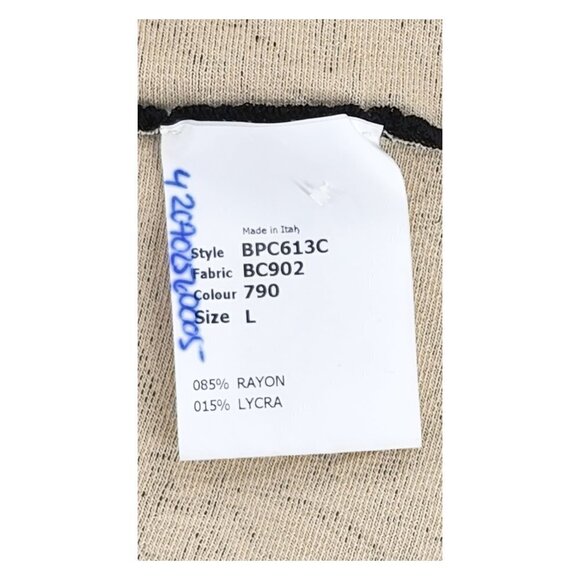 Made in Italy
Style BPC613C
Fabric BC902
Colour 790
Size L
085% RAYON
015% LYCRA